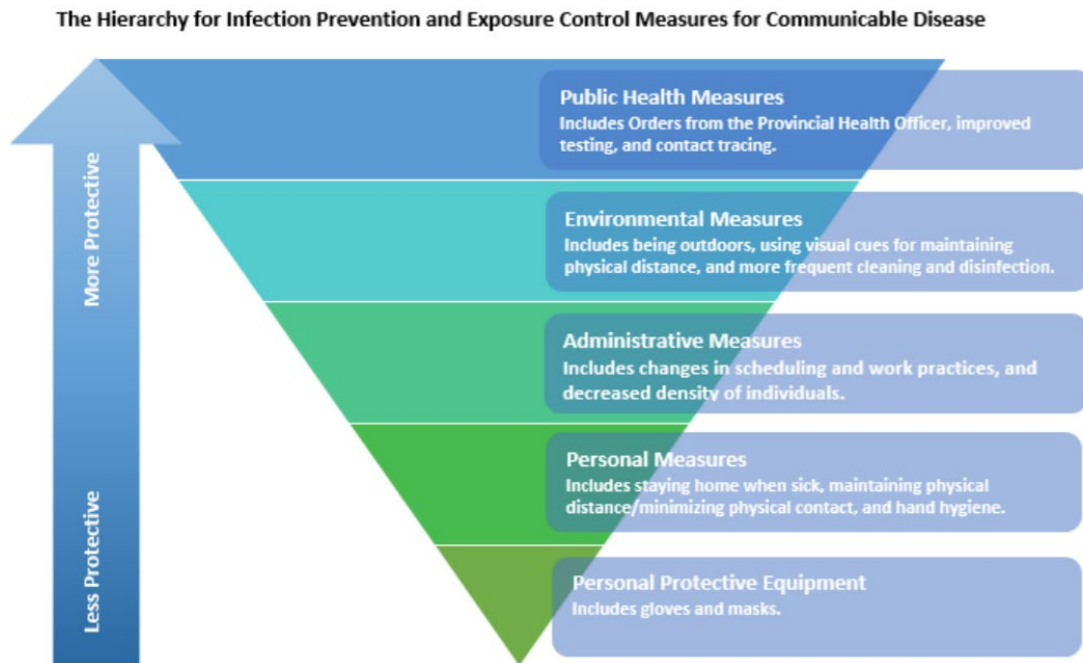 The Hierarchy for Infection Prevention and Exposure Control Measures for Communicable Disease
More Protective
Less Protective
Public Health Measures
Includes Orders from the Provincial Health Officer, improved
testing, and contact tracing.
Environmental Measures
Includes being outdoors, using visual cues for maintaining
physical distance, and more frequent cleaning and disinfection.
Administrative Measures
Includes changes in scheduling and work practices, and
decreased density of individuals.
Personal Measures
Includes staying home when sick, maintaining physical
distance/minimizing physical contact, and hand hygiene.
Personal Protective Equipment
Includes gloves and masks.